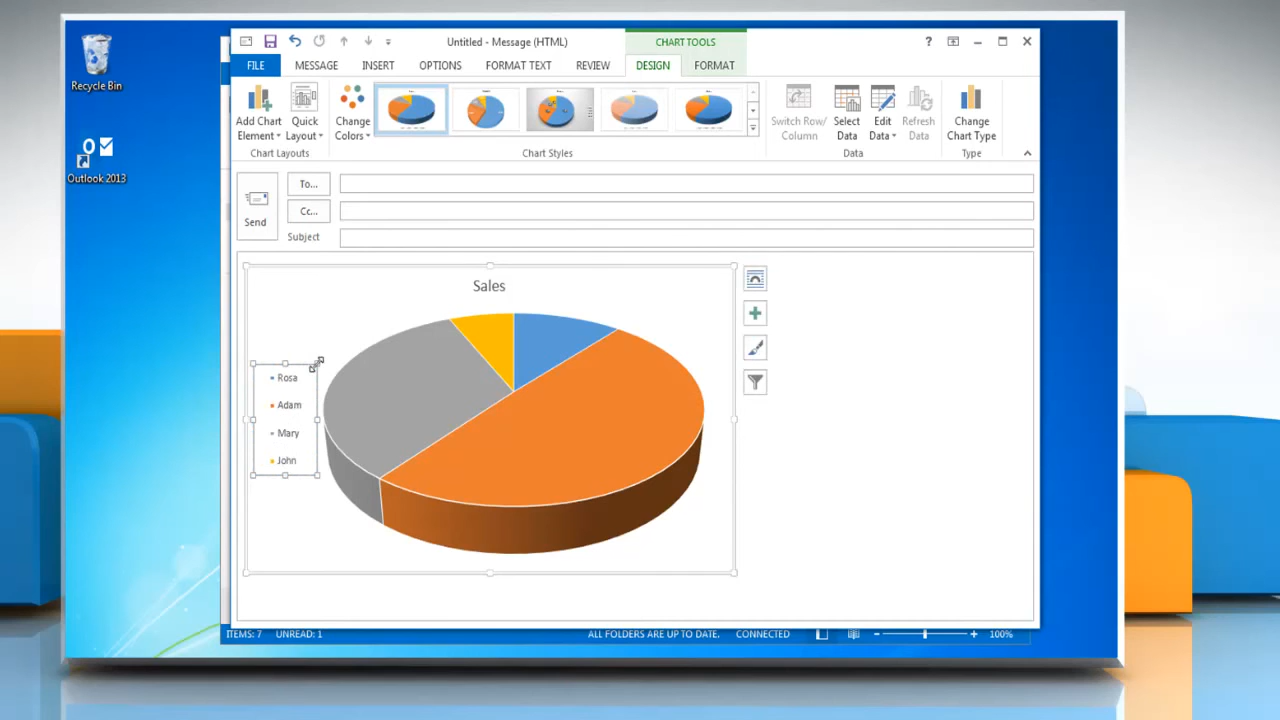 Recycle Bin
Outlook 2013
Untitled - Message (HTML)
CHART TOOLS
?
FILE
MESSAGE
INSERT
OPTIONS
FORMAT TEXT
REVIEW
DESIGN
FORMAT
Add Chart
Element
Quick
Layout
Change
Colors
Switch Row/
Column
Select
Data
Edit
Data
Refresh
Data
Change
Chart Type
Chart Layouts
Chart Styles
Data
Type
To...
Cc...
Send
Subject
Sales
Rosa
Adam
Mary
John
ITEMS: 7
UNREAD: 1
ALL FOLDERS ARE UP TO DATE.
CONNECTED
100%